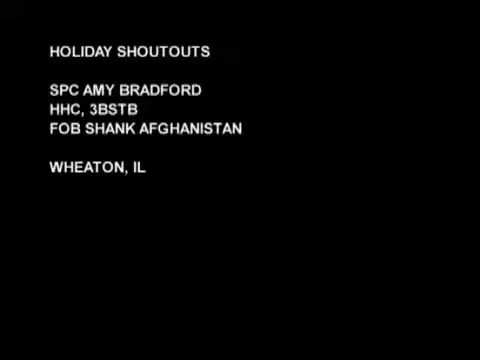 HOLIDAY SHOUTOUTS
SPC AMY BRADFORD
HHC, 3BSTB
FOB SHANK AFGHANISTAN
WHEATON, IL